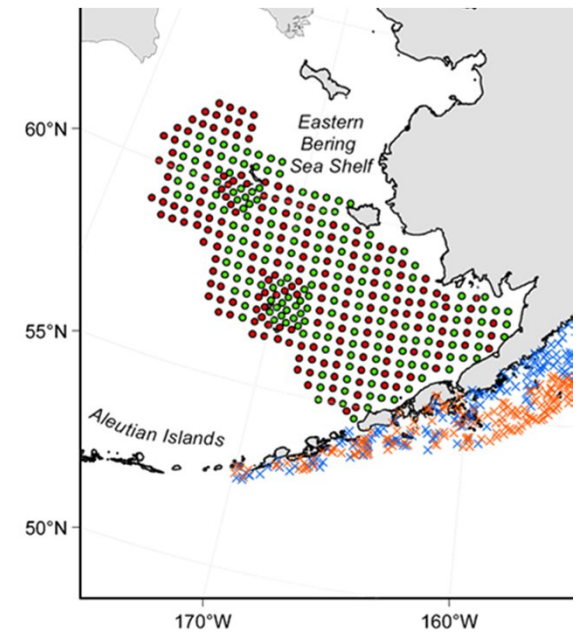 60°N
Eastern
Bering
Sea Shelf
55°N
Aleutian Islands
50°N
170°W
160°W